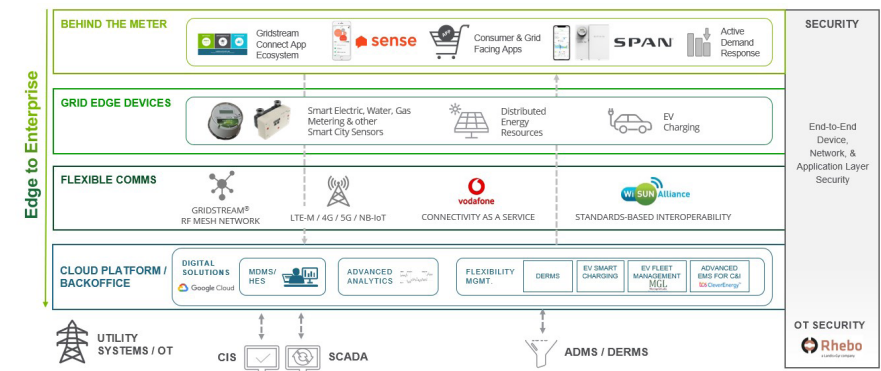 BEHIND THE METER
Gridstream
Connect App
Ecosystem
sense
APP
Consumer & Grid
Facing Apps
SPAN
Active
Demand
Response
SECURITY
Edge to Enterprise
GRID EDGE DEVICES
Smart Electric, Water, Gas
Metering & other
Smart City Sensors
Distributed
Energy
Resources
EV
Charging
End-to-End
Device,
Network, &
Application Layer
Security
FLEXIBLE COMMS
GRIDSTREAM®
RF MESH NETWORK
LTE-M / 4G / 5G / NB-IoT
vodafone
CONNECTIVITY AS A SERVICE
Wi SUN Alliance
STANDARDS-BASED INTEROPERABILITY
CLOUD PLATFORM /
BACKOFFICE
DIGITAL
SOLUTIONS
Google Cloud
MDMS/
HES
ADVANCED
ANALYTICS
FLEXIBILITY
MGMT.
DERMS
EV SMART
CHARGING
EV FLEET
MANAGEMENT
MGL
ADVANCED
EMS FOR C&I
CleverEnergy
UTILITY
SYSTEMS / OT
CIS
SCADA
ADMS / DERMS
OT SECURITY
Rhebo